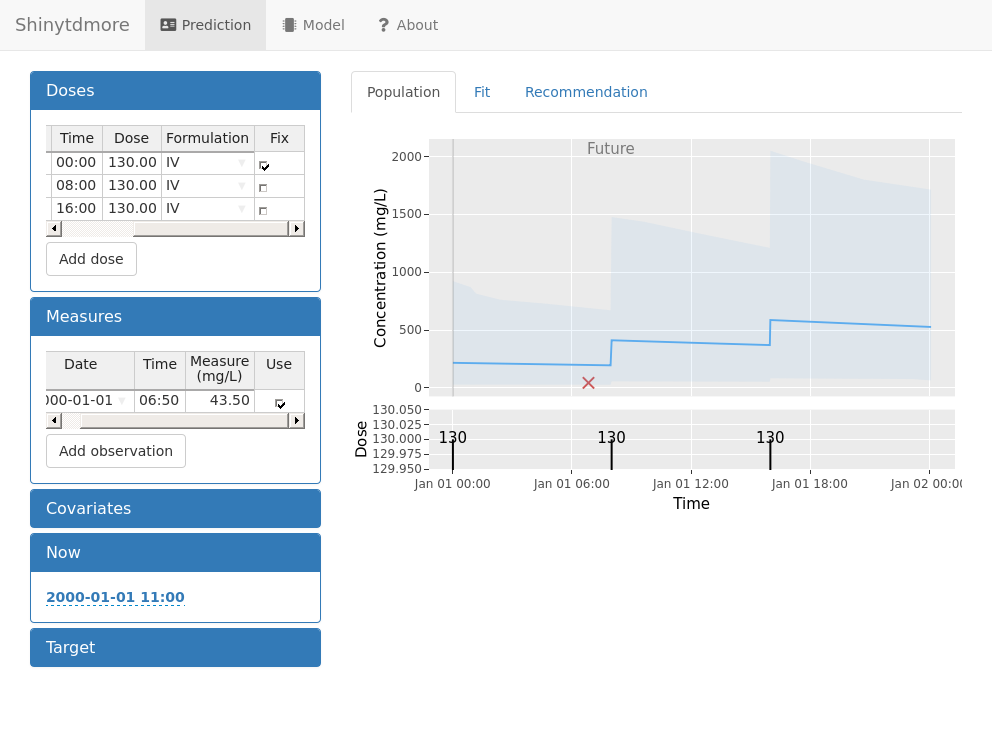 Shinytdmore Prediction Model ? About
Doses
Time Dose Formulation Fix
00:00 130.00 IV
08:00 130.00 IV
16:00 130.00 IV
Add dose
Measures
Date Time Measure (mg/L) Use
00-01-01 06:50 43.50
Add observation
Covariates
Now
2000-01-01 11:00
Target
Population Fit Recommendation
Future
Concentration (mg/L)
2000
1500
1000
500
0
Dose
130.050
130.025
130.000
129.975
129.950
130 130 130
Jan 01 00:00 Jan 01 06:00 Jan 01 12:00 Jan 01 18:00 Jan 02 00:00
Time